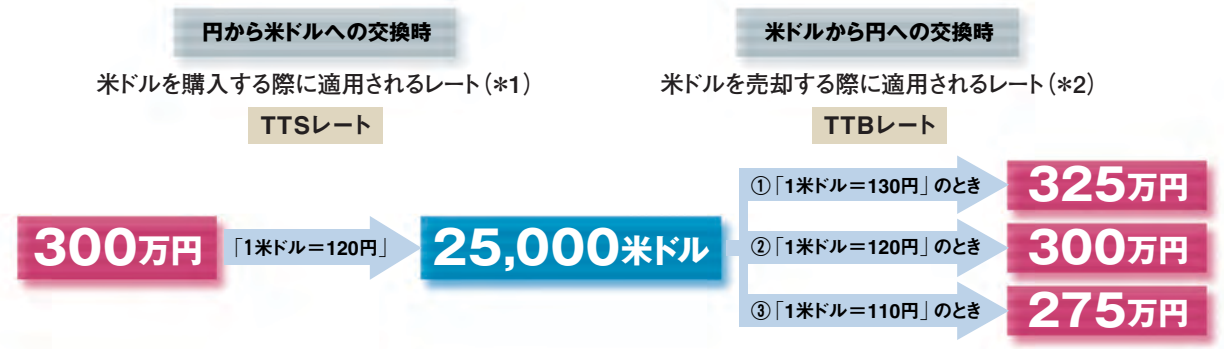 円から米ドルへの交換時
米ドルを購入する際に適用されるレート(*1)
TTSレート
300万円
「1米ドル=120円」
25,000米ドル
米ドルから円への交換時
米ドルを売却する際に適用されるレート(*2)
TTBレート
①「1米ドル=130円」のとき
325万円
②「1米ドル=120円」のとき
300万円
③「1米ドル=110円」のとき
275万円